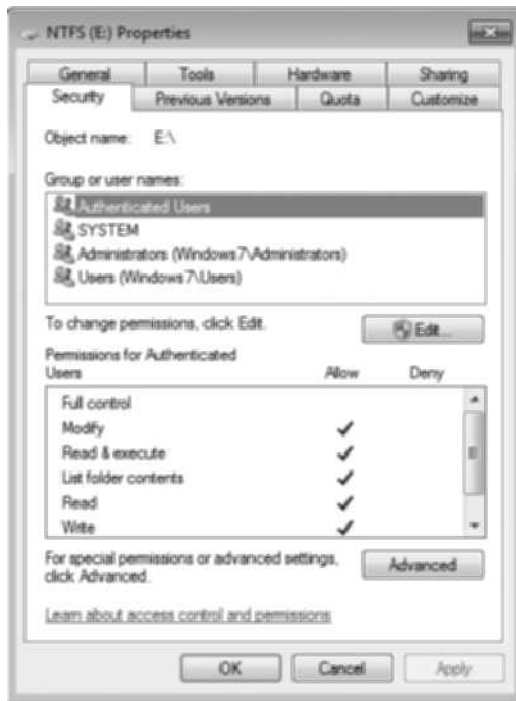 NTFS (E:) Properties
General Tools Hardware Sharing
Security Previous Versions Quota Customize
Object name: E:\
Group or user names:
Authenticated Users
SYSTEM
Administrators (Windows7\Administrators)
Users (Windows7\Users)
To change permissions, click Edit.
Edit...
Permissions for Authenticated
Users Allow Deny
Full control
Modify
Read & execute
List folder contents
Read
Write
For special permissions or advanced settings,
click Advanced.
Advanced
Learn about access control and permissions
OK Cancel Apply